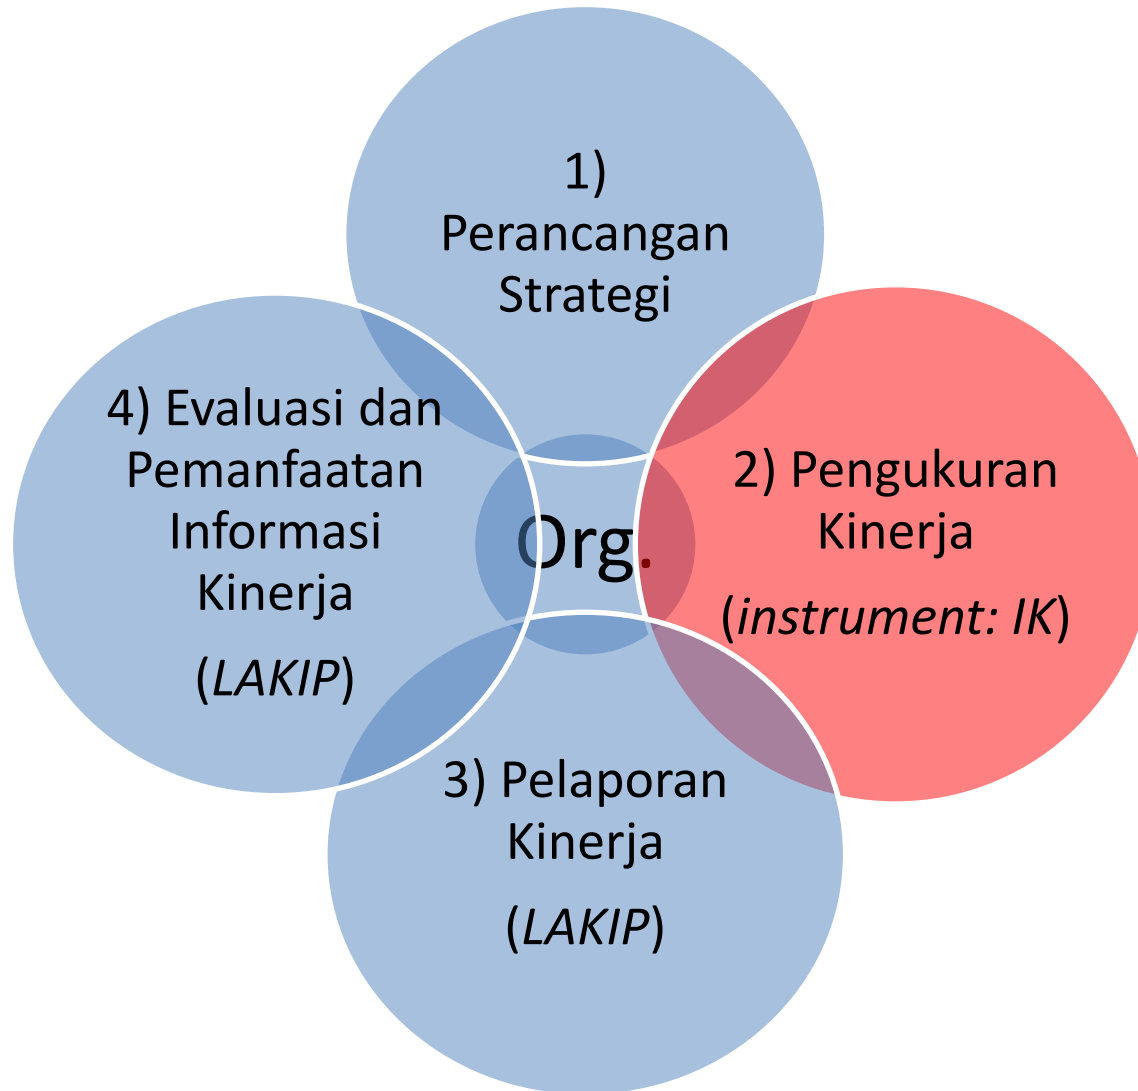 1)
Perancangan
Strategi
4) Evaluasi dan
Pemanfaatan
Informasi
Kinerja
(LAKIP)
Org.
2) Pengukuran
Kinerja
(instrument: IK)
3) Pelaporan
Kinerja
(LAKIP)